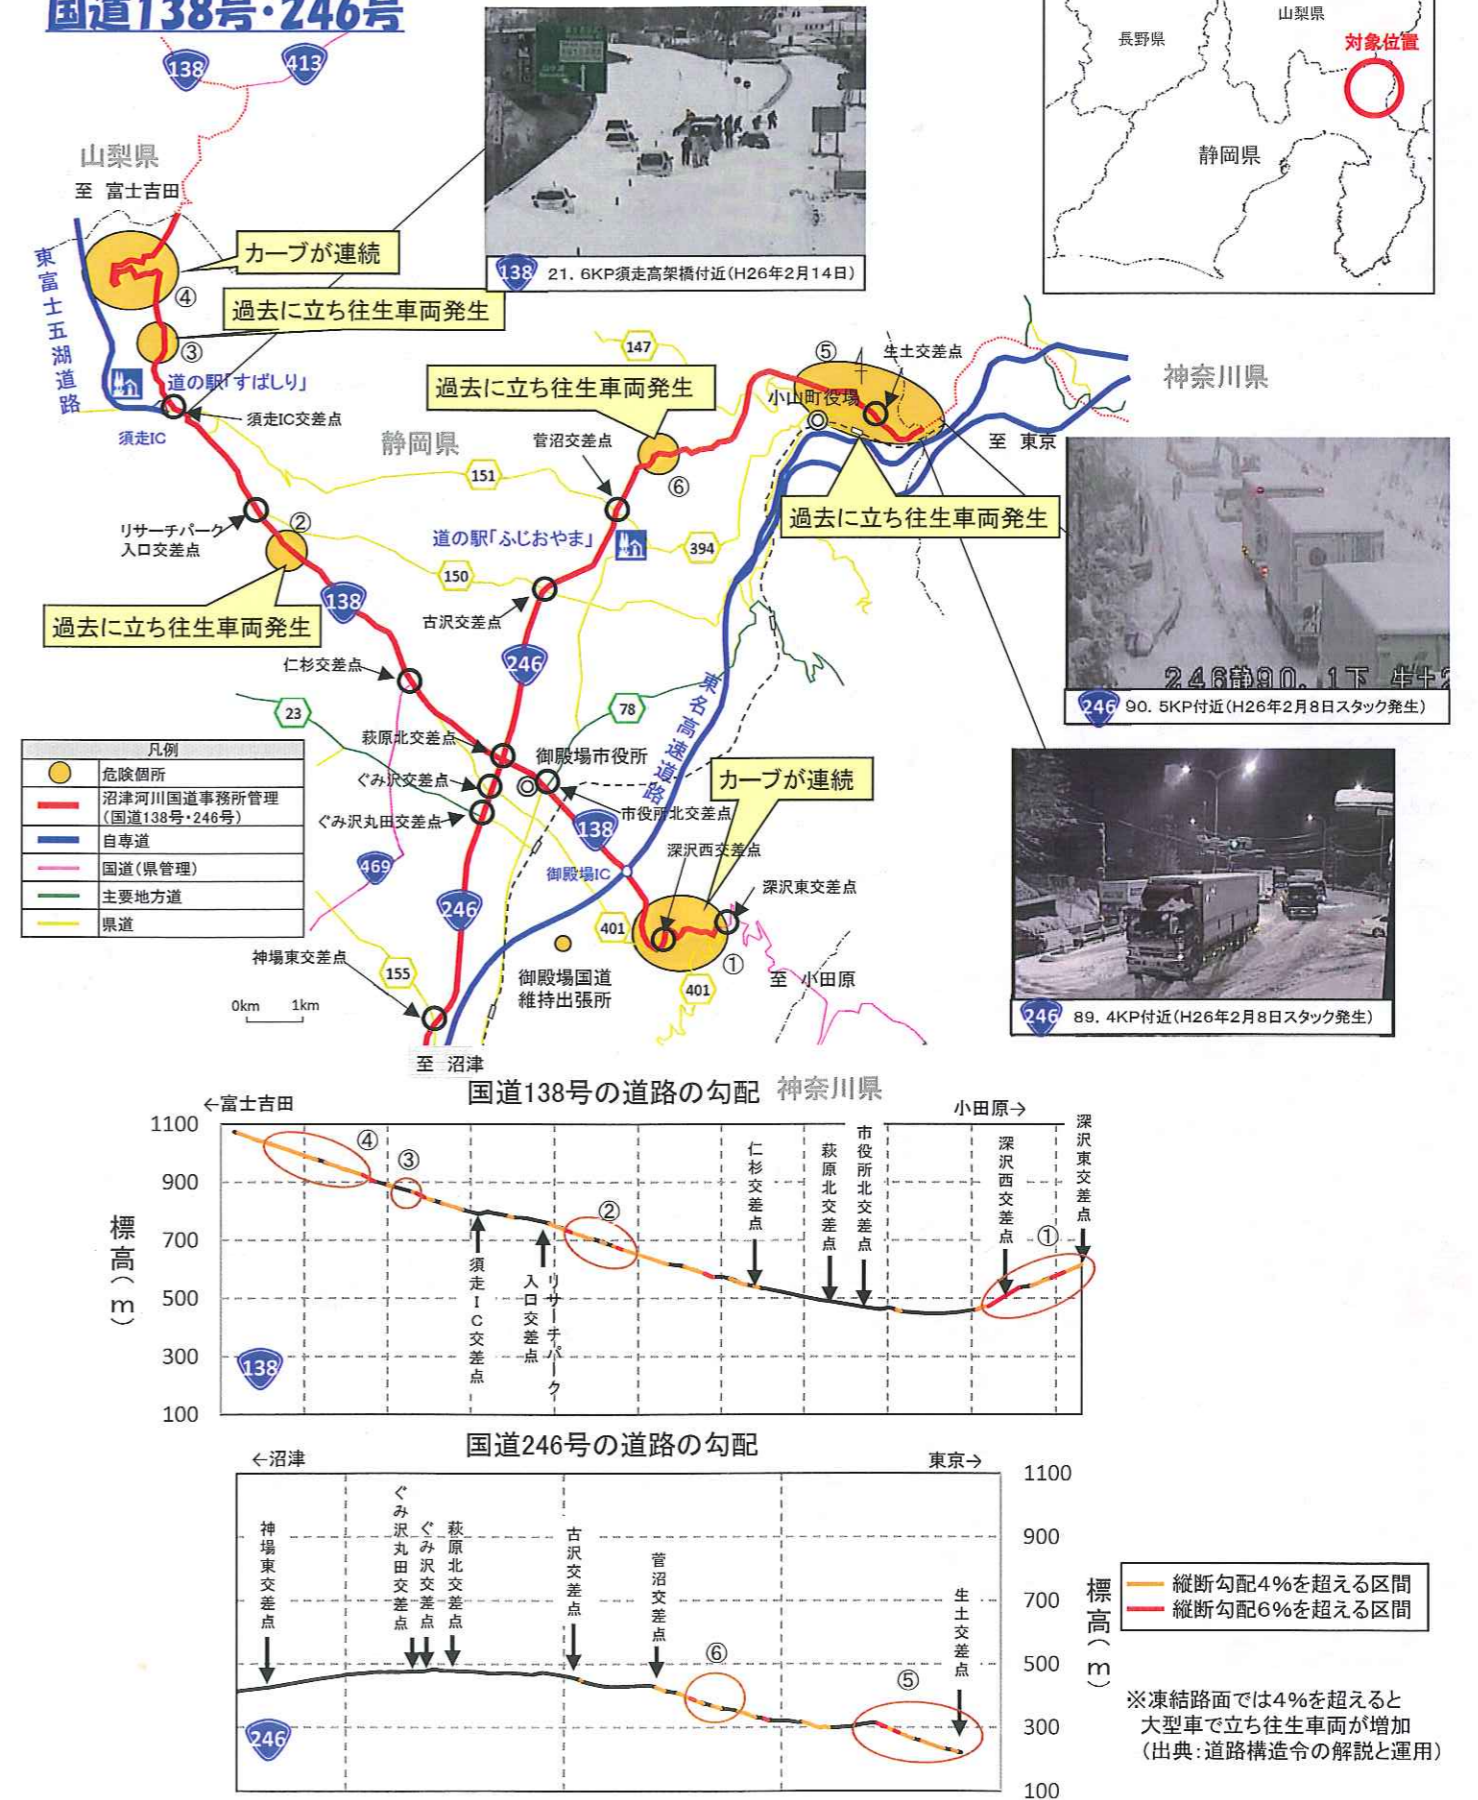 国道138号・246号
138
413
山梨県
至 富士吉田
東富士五湖道路
カーブが連続
④
過去に立ち往生車両発生
③
道の駅「すばしり」
須走IC交差点
須走IC
138 21.6KP須走高架橋付近(H26年2月14日)
長野県
山梨県
対象位置
静岡県
147
⑤
生土交差点
神奈川県
過去に立ち往生車両発生
小山町役場
静岡県
菅沼交差点
至 東京
151
⑥
リサーチパーク
入口交差点
②
道の駅「ふじおやま」
394
過去に立ち往生車両発生
150
138
古沢交差点
過去に立ち往生車両発生
246静90.1下 生土2
246 90.5KP付近(H26年2月8日スタック発生)
仁杉交差点
246
東名高速道路
23
78
萩原北交差点
御殿場市役所
カーブが連続
ぐみ沢交差点
市役所北交差点
ぐみ沢丸田交差点
138
深沢西交差点
469
御殿場IC
深沢東交差点
246
401
①
神場東交差点
155
御殿場国道
維持出張所
401
至 小田原
0km 1km
至 沼津
神奈川県
246 89.4KP付近(H26年2月8日スタック発生)
凡例
危険個所
沼津河川国道事務所管理
(国道138号・246号)
自専道
国道(県管理)
主要地方道
県道
国道138号の道路の勾配
←富士吉田
小田原→
1100
900
700
500
300
100
標高(m)
④
③
②
①
須走IC交差点
リサーチパーク
入口交差点
仁杉交差点
萩原北交差点
市役所北交差点
深沢西交差点
深沢東交差点
138
国道246号の道路の勾配
←沼津
東京→
1100
900
700
500
300
100
標高(m)
神場東交差点
ぐみ沢丸田交差点
ぐみ沢交差点
萩原北交差点
古沢交差点
菅沼交差点
生土交差点
⑥
⑤
246
縦断勾配4%を超える区間
縦断勾配6%を超える区間
※凍結路面では4%を超えると
大型車で立ち往生車両が増加
(出典:道路構造令の解説と運用)